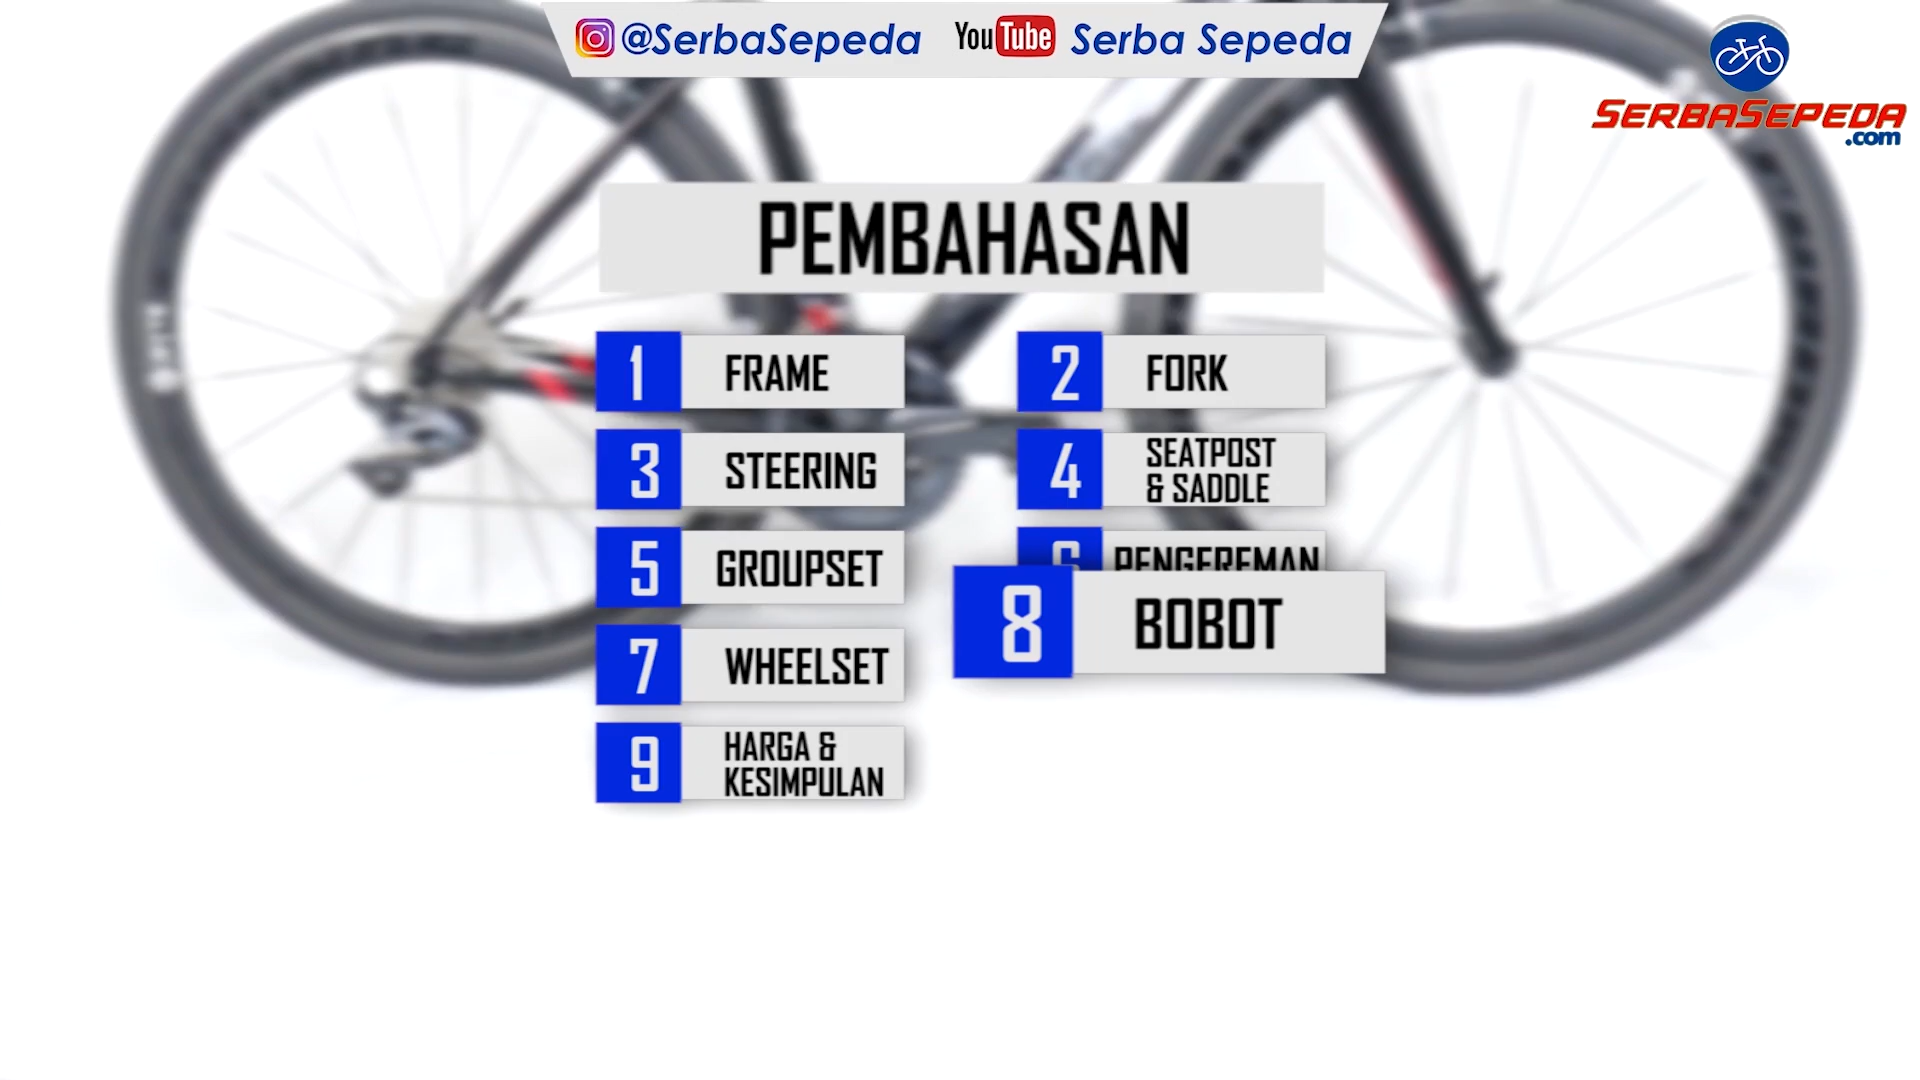 @SerbaSepeda
YouTube Serba Sepeda
SERBASEPEDA
.com
PEMBAHASAN
1 FRAME
2 FORK
3 STEERING
4 SEATPOST
& SADDLE
5 GROUPSET
6 PENGEREMAN
7 WHEELSET
8 BOBOT
9 HARGA &
KESIMPULAN